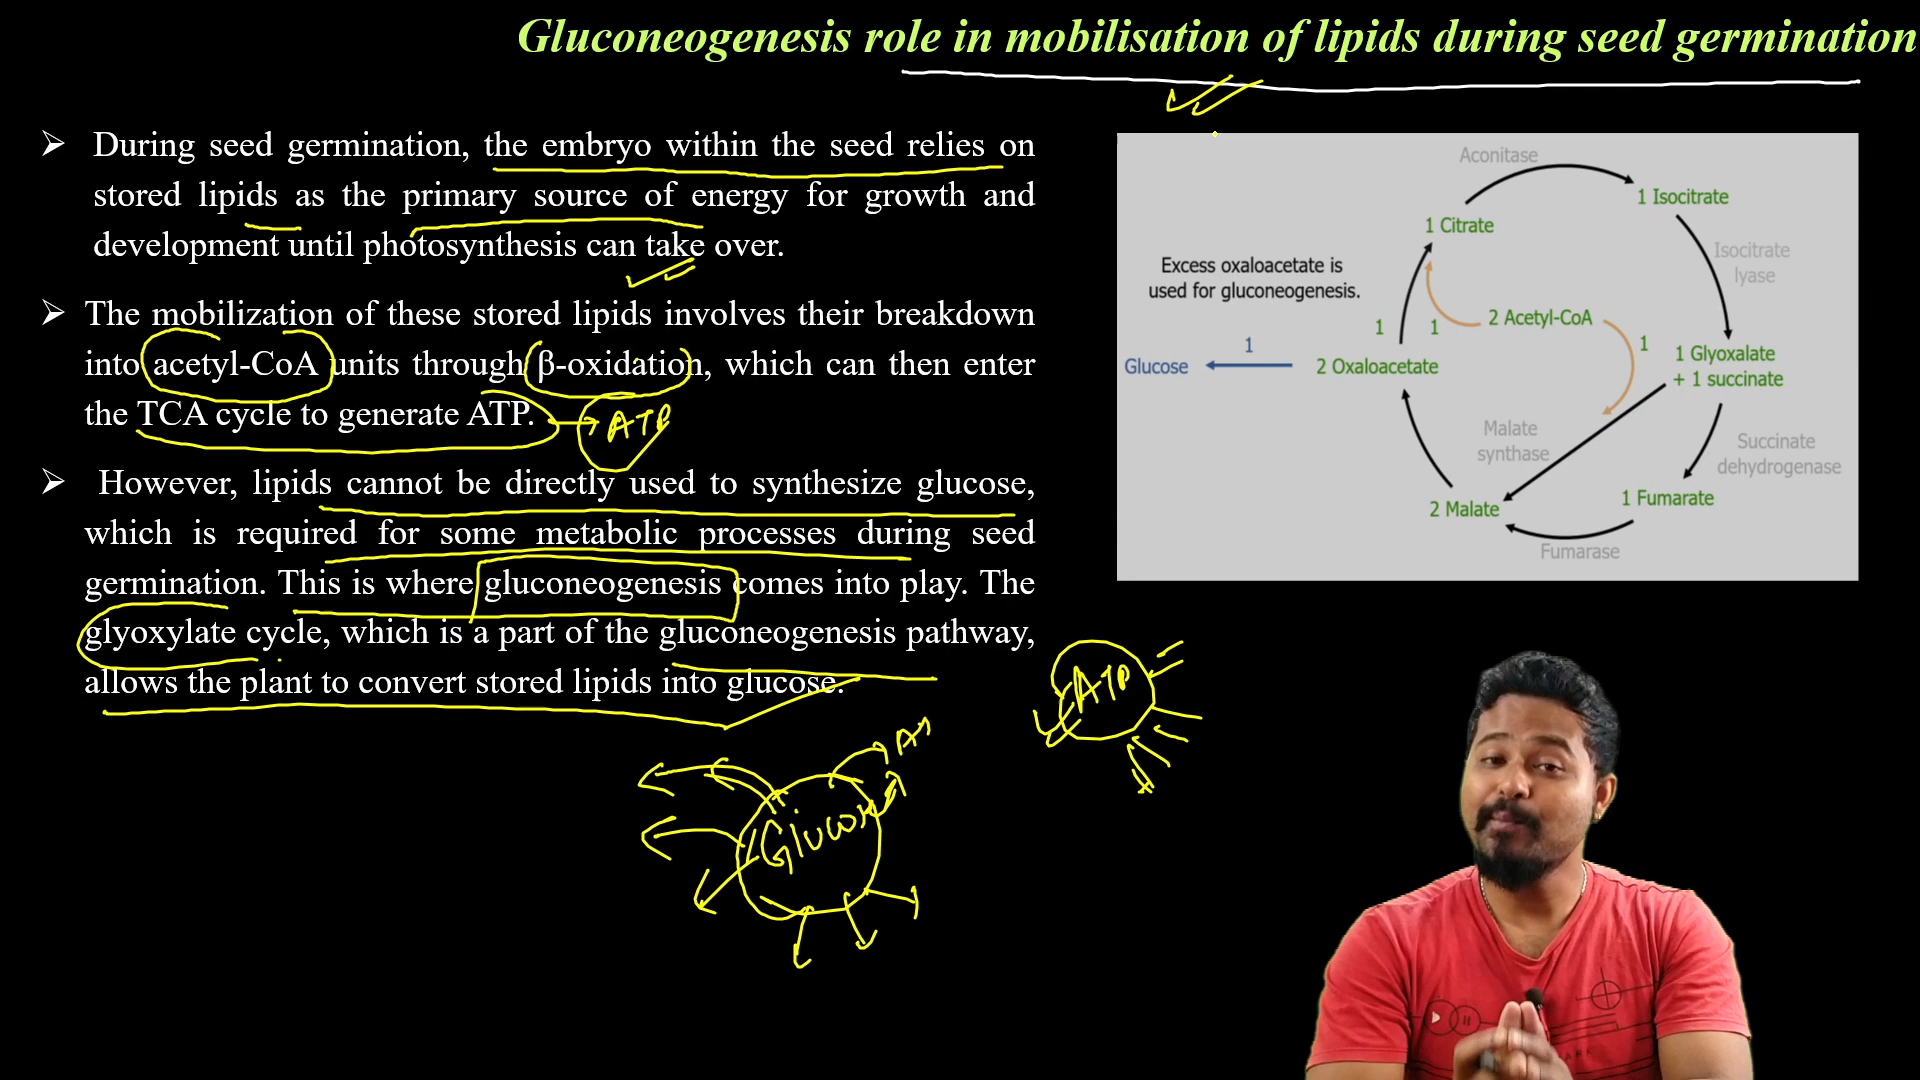 Gluconeogenesis role in mobilisation of lipids during seed germination
➢ During seed germination, the embryo within the seed relies on
stored lipids as the primary source of energy for growth and
development until photosynthesis can take over.
➢ The mobilization of these stored lipids involves their breakdown
into acetyl-CoA units through β-oxidation, which can then enter
the TCA cycle to generate ATP.
ATP
➢ However, lipids cannot be directly used to synthesize glucose,
which is required for some metabolic processes during seed
germination. This is where gluconeogenesis comes into play. The
glyoxylate cycle, which is a part of the gluconeogenesis pathway,
allows the plant to convert stored lipids into glucose.
Aconitase
1 Isocitrate
1 Citrate
Isocitrate
lyase
Excess oxaloacetate is
used for gluconeogenesis.
2 Acetyl-CoA
1
1
1
1
1 Glyoxalate
+ 1 succinate
Glucose
2 Oxaloacetate
Malate
synthase
Succinate
dehydrogenase
2 Malate
1 Fumarate
Fumarase
ATP